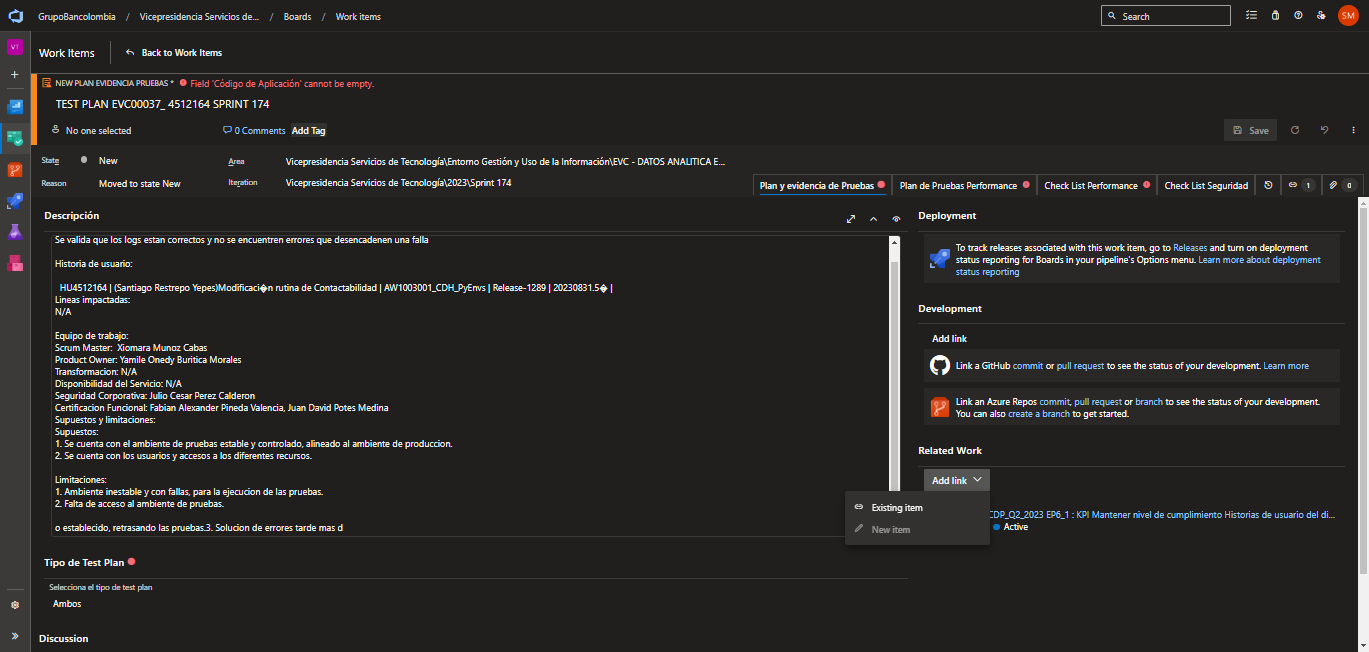 GrupoBancolombia / Vicepresidencia Servicios de... / Boards / Work items
Search
SM
VT
Work Items
Back to Work Items
NEW PLAN EVIDENCIA PRUEBAS * Field 'Código de Aplicación' cannot be empty.
TEST PLAN EVC00037_ 4512164 SPRINT 174
No one selected
0 Comments
Add Tag
Save
State
New
Area
Vicepresidencia Servicios de Tecnología\Entorno Gestión y Uso de la Información\EVC - DATOS ANALITICA E...
Reason
Moved to state New
Iteration
Vicepresidencia Servicios de Tecnología\2023\Sprint 174
Plan y evidencia de Pruebas
Plan de Pruebas Performance
Check List Performance
Check List Seguridad
1
0
Descripción
Se valida que los logs estan correctos y no se encuentren errores que desencadenen una falla
Historia de usuario:
HU4512164 | (Santiago Restrepo Yepes)Modificaci�n rutina de Contactabilidad | AW1003001_CDH_PyEnvs | Release-1289 | 20230831.5� |
Lineas impactadas:
N/A
Equipo de trabajo:
Scrum Master: Xiomara Munoz Cabas
Product Owner: Yamile Onedy Buritica Morales
Transformacion: N/A
Disponibilidad del Servicio: N/A
Seguridad Corporativa: Julio Cesar Perez Calderon
Certificacion Funcional: Fabian Alexander Pineda Valencia, Juan David Potes Medina
Supuestos y limitaciones:
Supuestos:
1. Se cuenta con el ambiente de pruebas estable y controlado, alineado al ambiente de produccion.
2. Se cuenta con los usuarios y accesos a los diferentes recursos.
Limitaciones:
1. Ambiente inestable y con fallas, para la ejecucion de las pruebas.
2. Falta de acceso al ambiente de pruebas.
o establecido, retrasando las pruebas.3. Solucion de errores tarde mas d
Tipo de Test Plan
Selecciona el tipo de test plan
Ambos
Discussion
Deployment
To track releases associated with this work item, go to Releases and turn on deployment
status reporting for Boards in your pipeline's Options menu. Learn more about deployment
status reporting
Development
Add link
Link a GitHub commit or pull request to see the status of your development. Learn more
Link an Azure Repos commit, pull request or branch to see the status of your development.
You can also create a branch to get started.
Related Work
Add link
Existing item
New item
CDP_Q2_2023 EP6_1 : KPI Mantener nivel de cumplimiento Historias de usuario del di...
Active